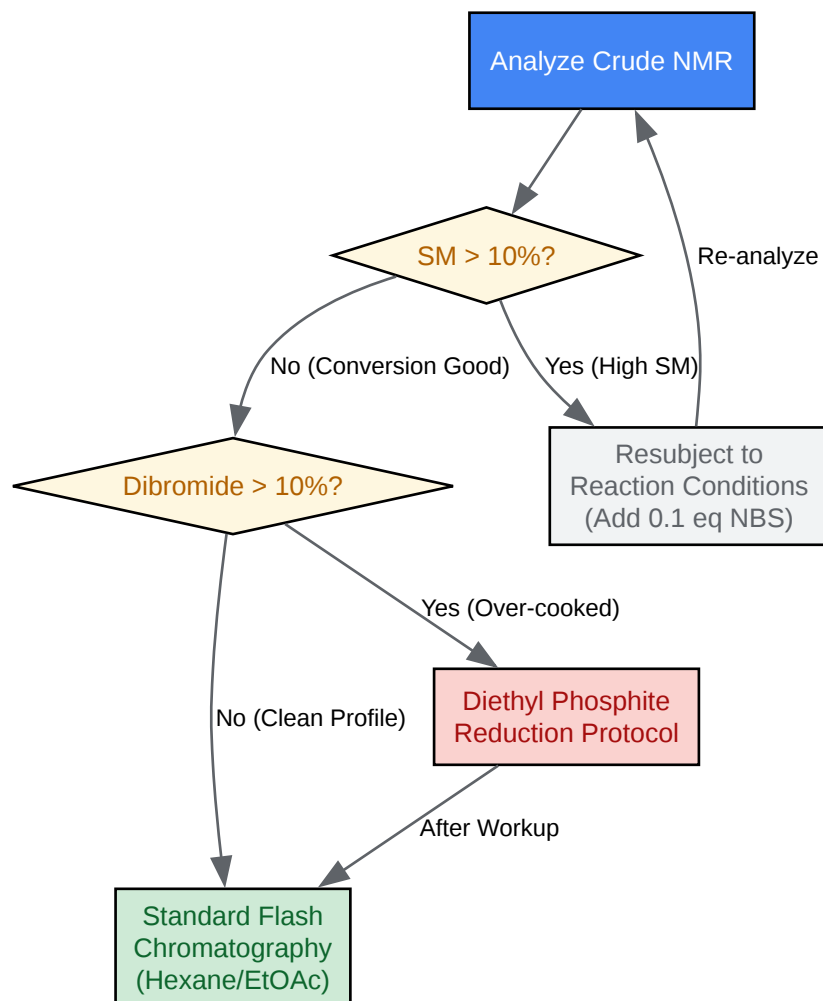 Analyze Crude NMR
SM > 10%?
Re-analyze
No (Conversion Good)
Yes (High SM)
Resubject to
Reaction Conditions
(Add 0.1 eq NBS)
Dibromide > 10%?
Yes (Over-cooked)
No (Clean Profile)
Diethyl Phosphite
Reduction Protocol
After Workup
Standard Flash
Chromatography
(Hexane/EtOAc)